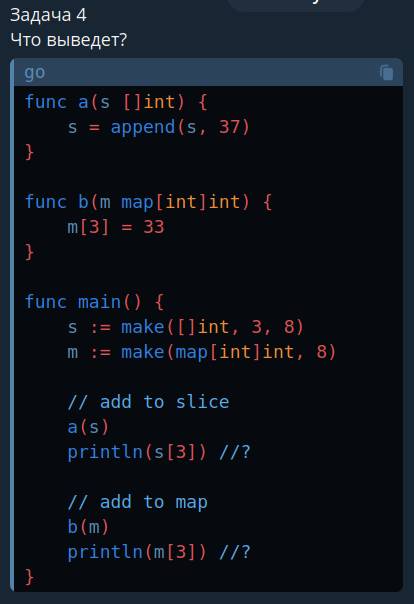 Задача 4
Что выведет?
go
func a(s []int) {
    s = append(s, 37)
}

func b(m map[int]int) {
    m[3] = 33
}

func main() {
    s := make([]int, 3, 8)
    m := make(map[int]int, 8)

    // add to slice
    a(s)
    println(s[3]) //?

    // add to map
    b(m)
    println(m[3]) //?
}